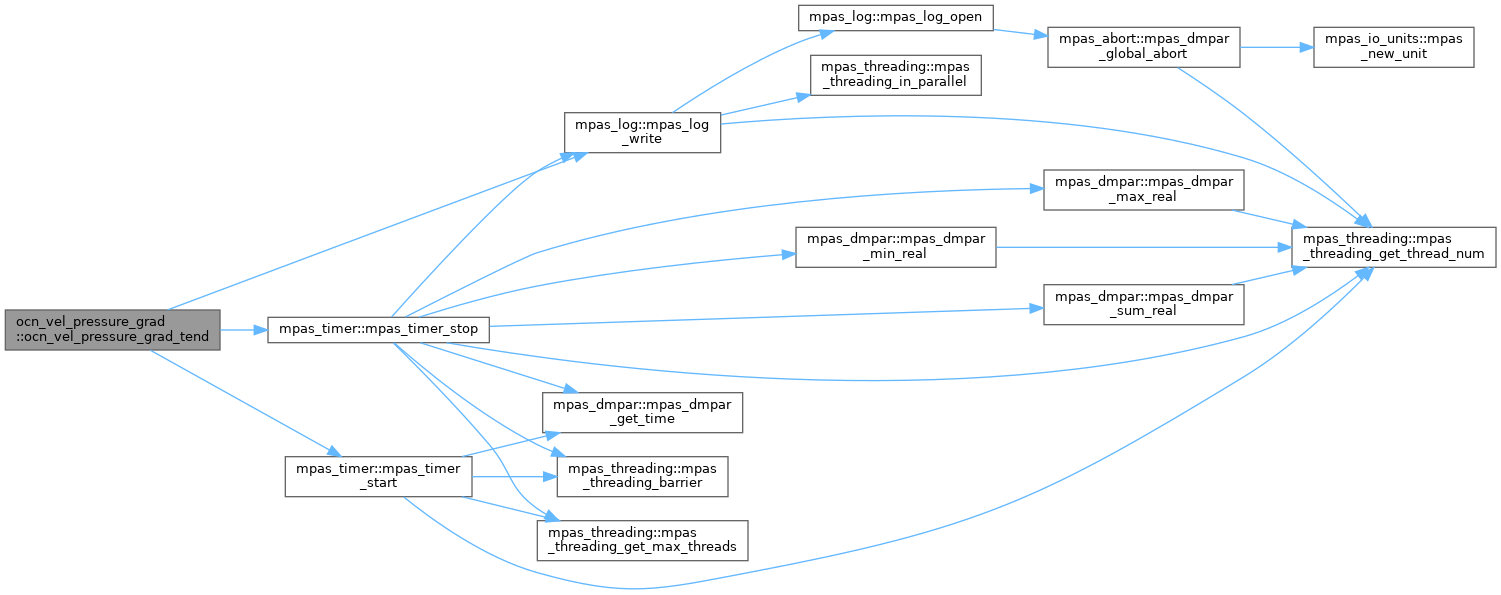 ocn_vel_pressure_grad
::ocn_vel_pressure_grad_tend
mpas_timer::mpas_timer_stop
mpas_timer::mpas_timer
_start
mpas_log::mpas_log
_write
mpas_log::mpas_log_open
mpas_threading::mpas
_threading_in_parallel
mpas_abort::mpas_dmpar
_global_abort
mpas_io_units::mpas
_new_unit
mpas_dmpar::mpas_dmpar
_max_real
mpas_dmpar::mpas_dmpar
_min_real
mpas_dmpar::mpas_dmpar
_sum_real
mpas_threading::mpas
_threading_get_thread_num
mpas_dmpar::mpas_dmpar
_get_time
mpas_threading::mpas
_threading_barrier
mpas_threading::mpas
_threading_get_max_threads